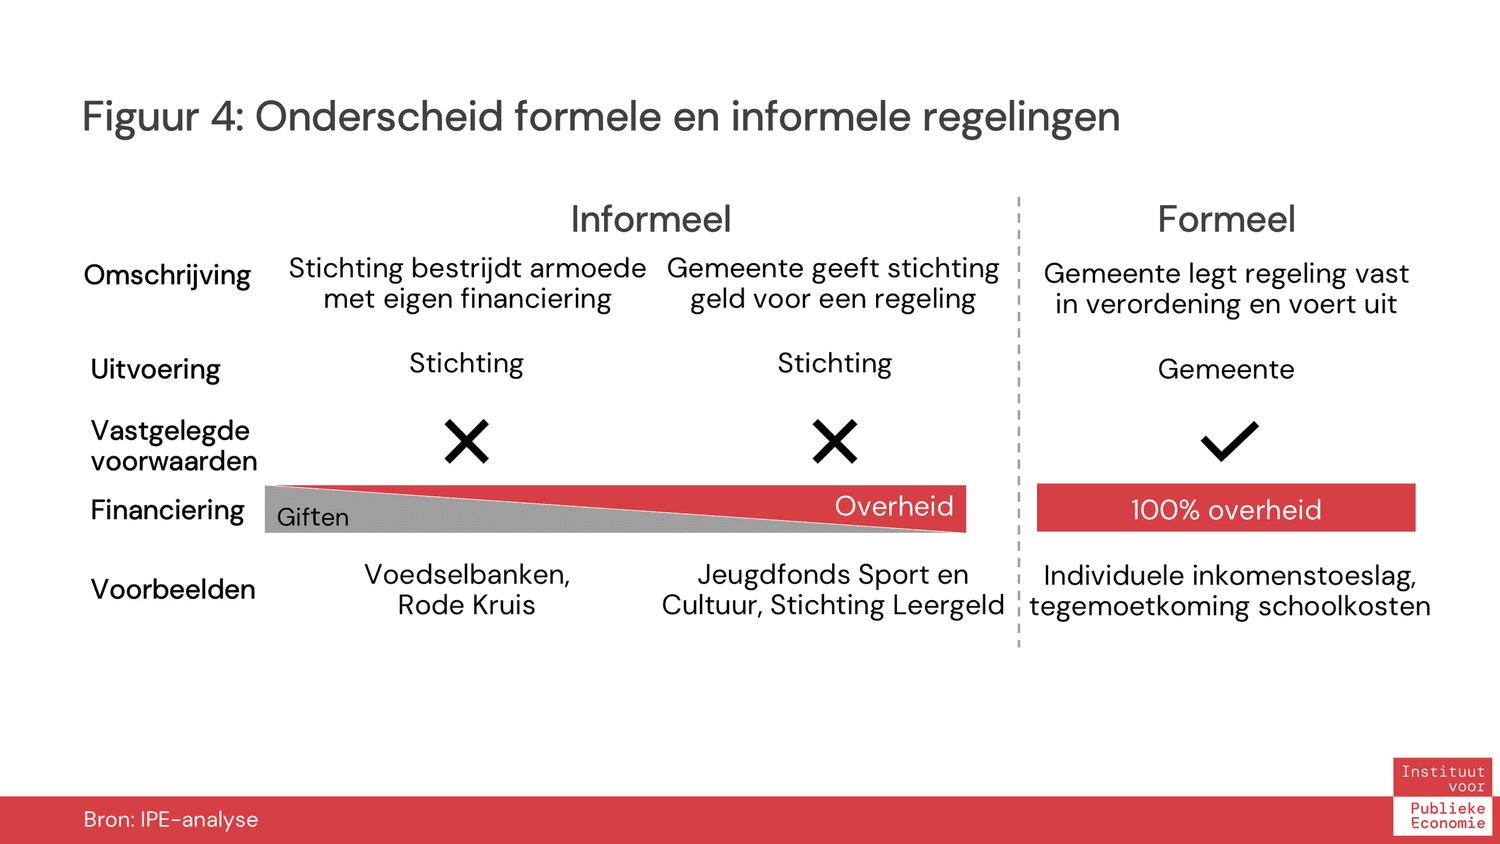 Figuur 4: Onderscheid formele en informele regelingen
Informeel
Formeel
Omschrijving
Stichting bestrijdt armoede
met eigen financiering
Gemeente geeft stichting
geld voor een regeling
Gemeente legt regeling vast
in verordening en voert uit
Uitvoering
Stichting
Stichting
Gemeente
Vastgelegde
voorwaarden
Financiering
Giften
Overheid
100% overheid
Voorbeelden
Voedselbanken,
Rode Kruis
Jeugdfonds Sport en
Cultuur, Stichting Leergeld
Individuele inkomenstoeslag,
tegemoetkoming schoolkosten
Bron: IPE-analyse
Instituut
voor
Publieke
Economie